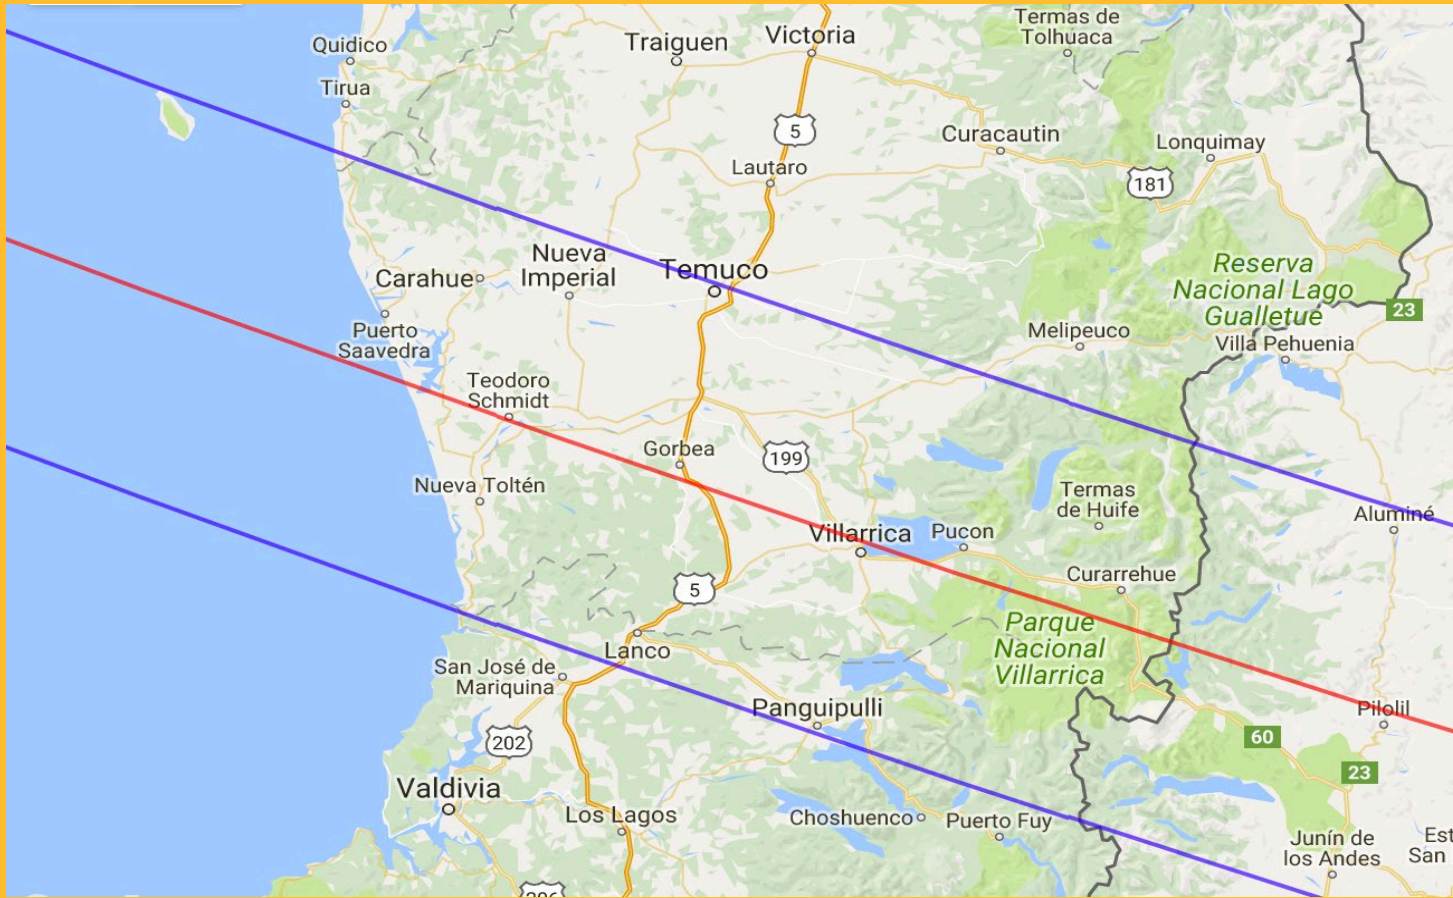 Termas de
Tolhuaca
Quidico
Traiguen
Victoria
Tirua
5
Curacautin
Lonquimay
Lautaro
181
Nueva
Imperial
Temuco
Carahue
Reserva
Nacional Lago
Gualletue
23
Puerto
Saavedra
Melipeuco
Villa Pehuenia
Teodoro
Schmidt
Gorbea
199
Nueva Toltén
Termas
de Huife
Aluminé
Villarrica
Pucon
Curarrehue
5
Parque
Nacional
Villarrica
Lanco
San José de
Mariquina
Panguipulli
Pilolil
202
60
23
Valdivia
Los Lagos
Choshuenco
Puerto Fuy
Junín de
los Andes
Est
San